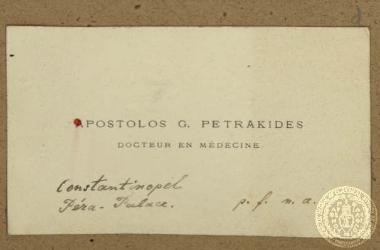 APOSTOLOS G. PETRAKIDES
DOCTEUR EN MÉDECINE
Constantinopel
Péra-Palace. p. f. n. a.